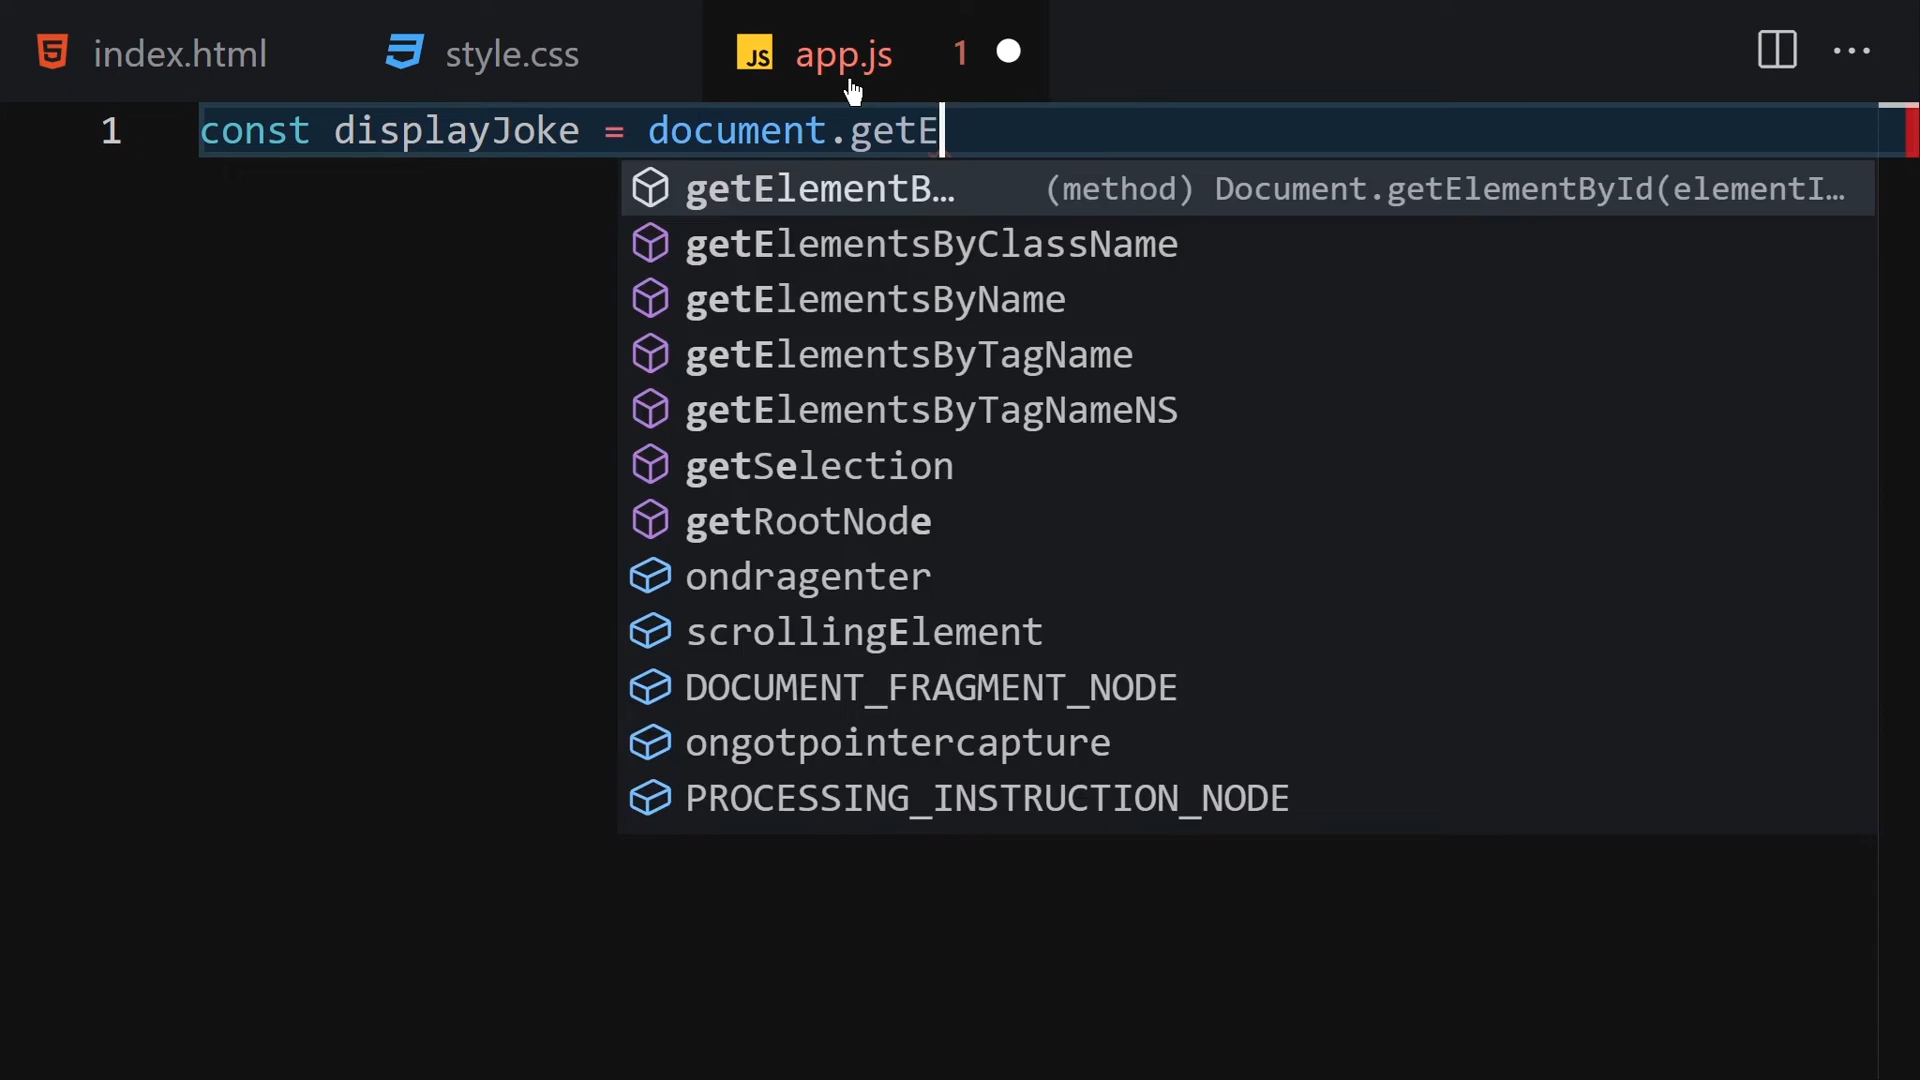 index.html
style.css
JS app.js 1
1 const displayJoke = document.getE
getElementB… (method) Document.getElementById(elementI…
getElementsByClassName
getElementsByName
getElementsByTagName
getElementsByTagNameNS
getSelection
getRootNode
ondragenter
scrollingElement
DOCUMENT_FRAGMENT_NODE
ongotpointercapture
PROCESSING_INSTRUCTION_NODE